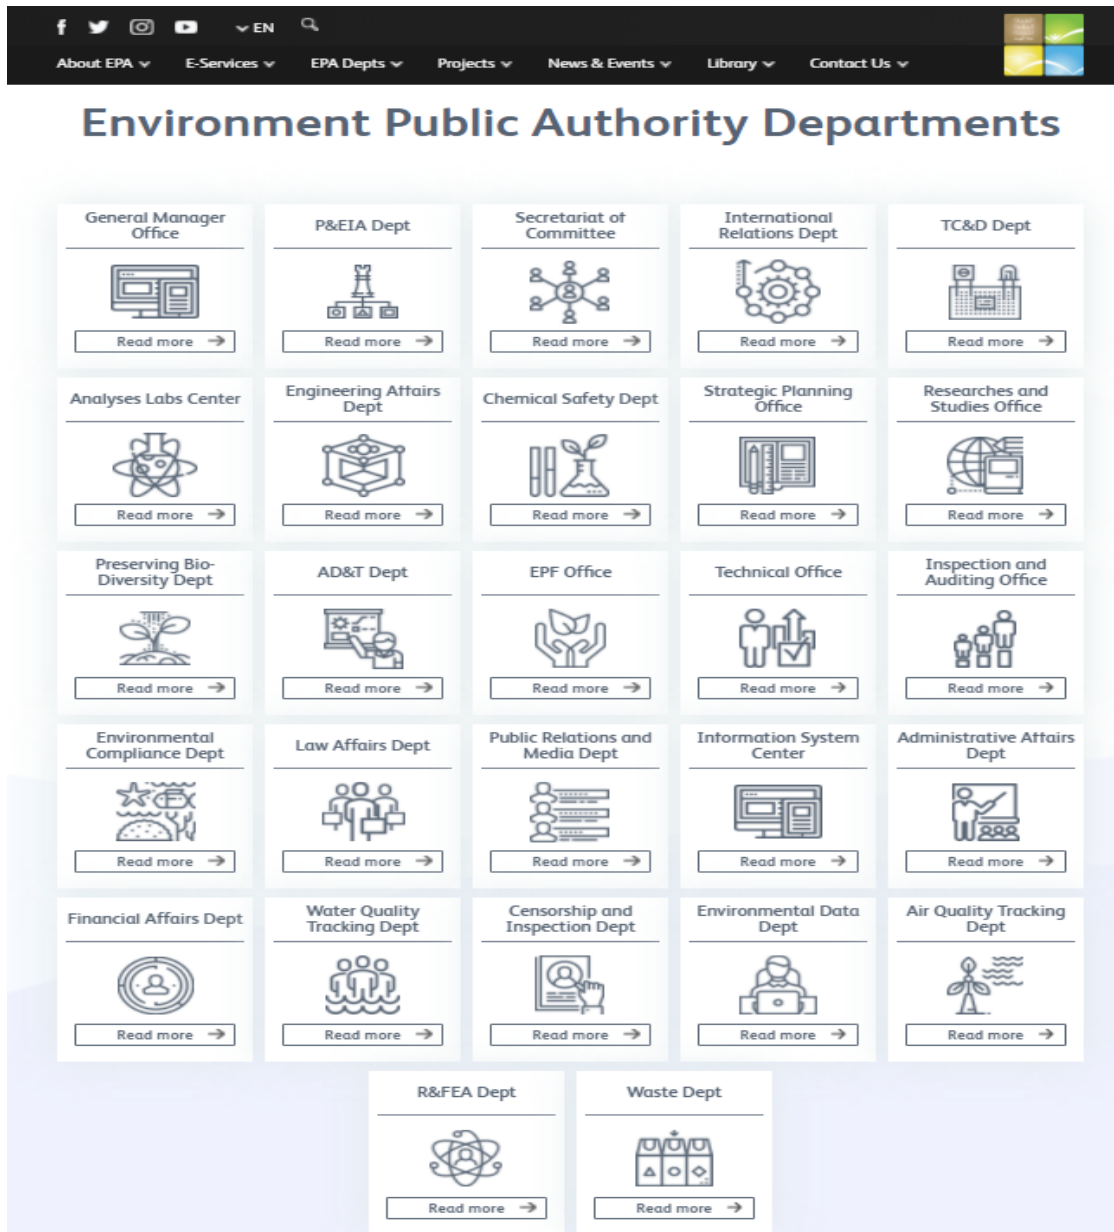 EN
About EPA E-Services EPA Depts Projects News & Events Library Contact Us
Environment Public Authority Departments
General Manager
Office
Read more
P&EIA Dept
Read more
Secretariat of
Committee
Read more
International
Relations Dept
Read more
TC&D Dept
Read more
Analyses Labs Center
Read more
Engineering Affairs
Dept
Read more
Chemical Safety Dept
Read more
Strategic Planning
Office
Read more
Researches and
Studies Office
Read more
Preserving Bio-
Diversity Dept
Read more
AD&T Dept
Read more
EPF Office
Read more
Technical Office
Read more
Inspection and
Auditing Office
Read more
Environmental
Compliance Dept
Read more
Law Affairs Dept
Read more
Public Relations and
Media Dept
Read more
Information System
Center
Read more
Administrative Affairs
Dept
Read more
Financial Affairs Dept
Read more
Water Quality
Tracking Dept
Read more
Censorship and
Inspection Dept
Read more
Environmental Data
Dept
Read more
Air Quality Tracking
Dept
Read more
R&FEA Dept
Read more
Waste Dept
Read more